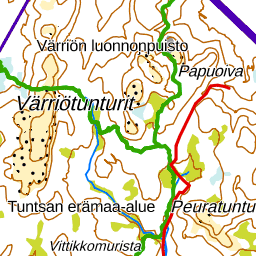 Värriön luonnonpuisto
Papuoiva
Värriötunturit
Tuntsan erämaa-alue
Peuratuntu
Vittikkomurista